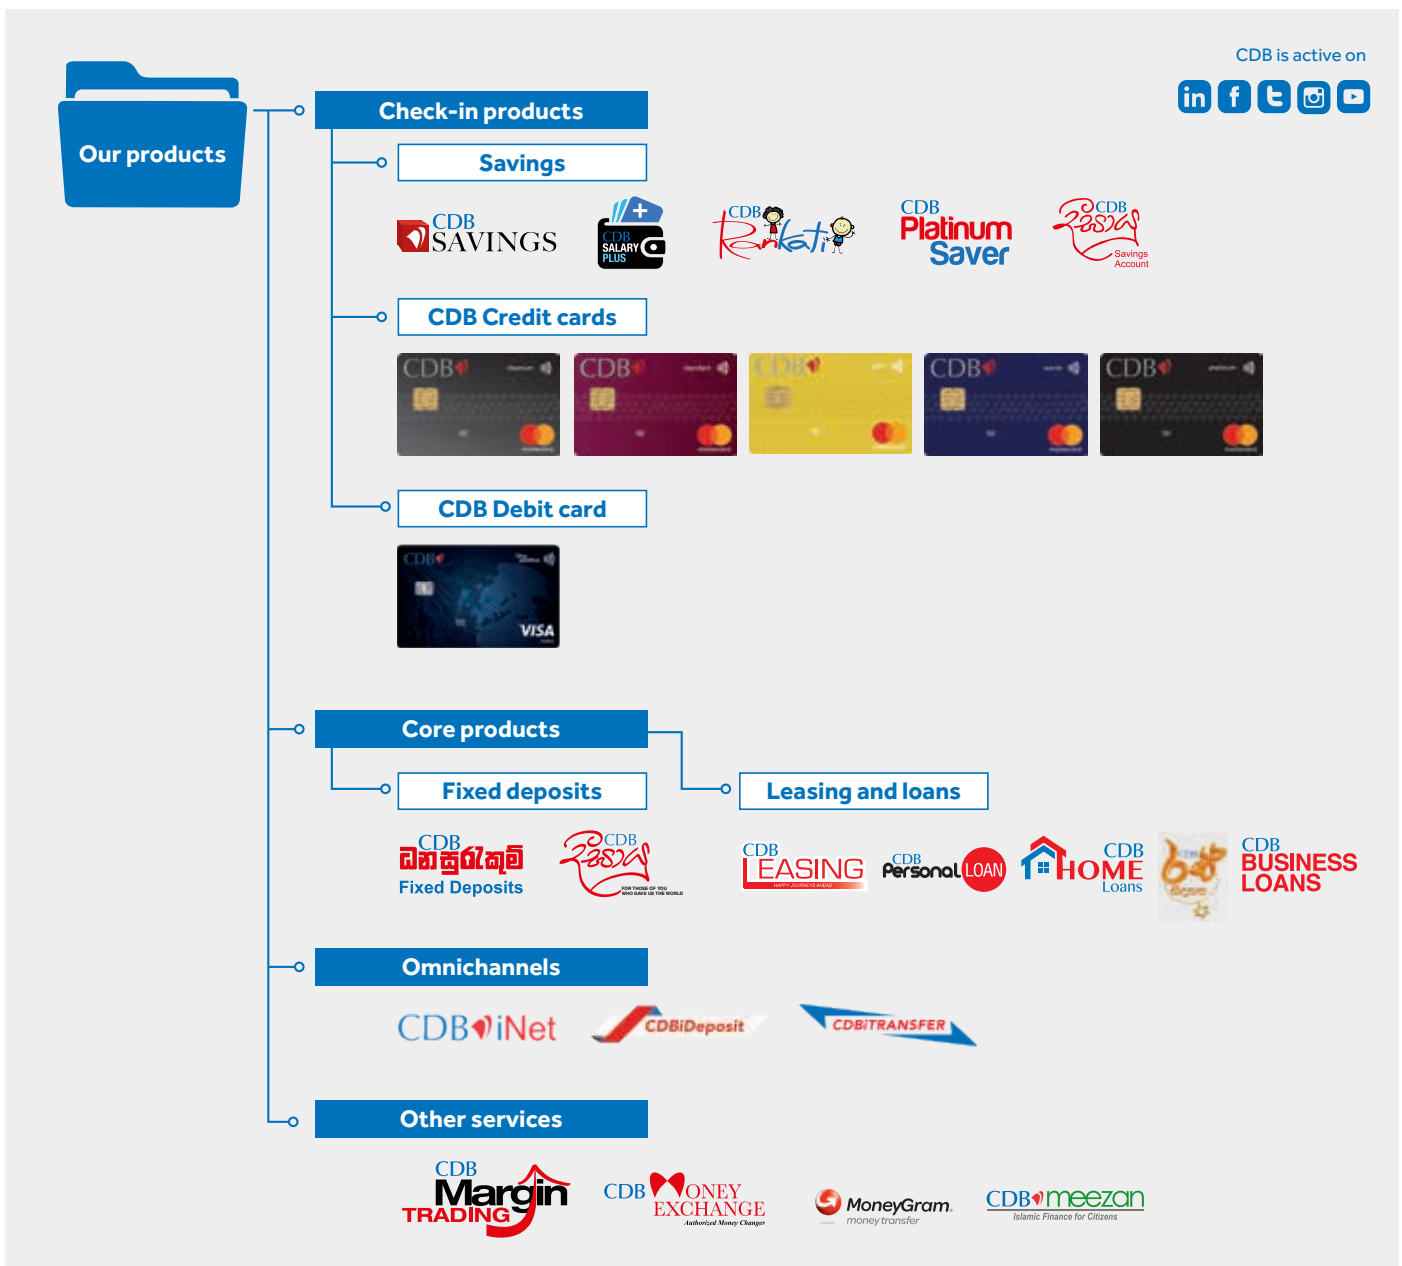 CDB is active on
Our products
Check-in products
Savings
CDB
SAVINGS
CDB
SALARY
PLUS
CDB
Rankati
CDB
Platinum
Saver
CDB
දිසාරු
Savings
Account
CDB Credit cards
CDB
CDB
CDB
CDB
CDB
CDB Debit card
CDB
VISA
Core products
Fixed deposits
Leasing and loans
CDB
ධනසුරැකුම්
Fixed Deposits
CDB
FOR THOSE OF YOU
WHO GAVE US THE WORLD
CDB
LEASING
HAPPY JOURNEYS AHEAD
CDB
Personal LOAN
CDB
HOME
Loans
CDB
BUSINESS
LOANS
Omnichannels
CDB iNet
CDBiDeposit
CDBiTRANSFER
Other services
CDB
Margin
TRADING
CDB MONEY
EXCHANGE
Authorized Money Changer
MoneyGram.
money transfer
CDB meezan
Islamic Finance for Citizens